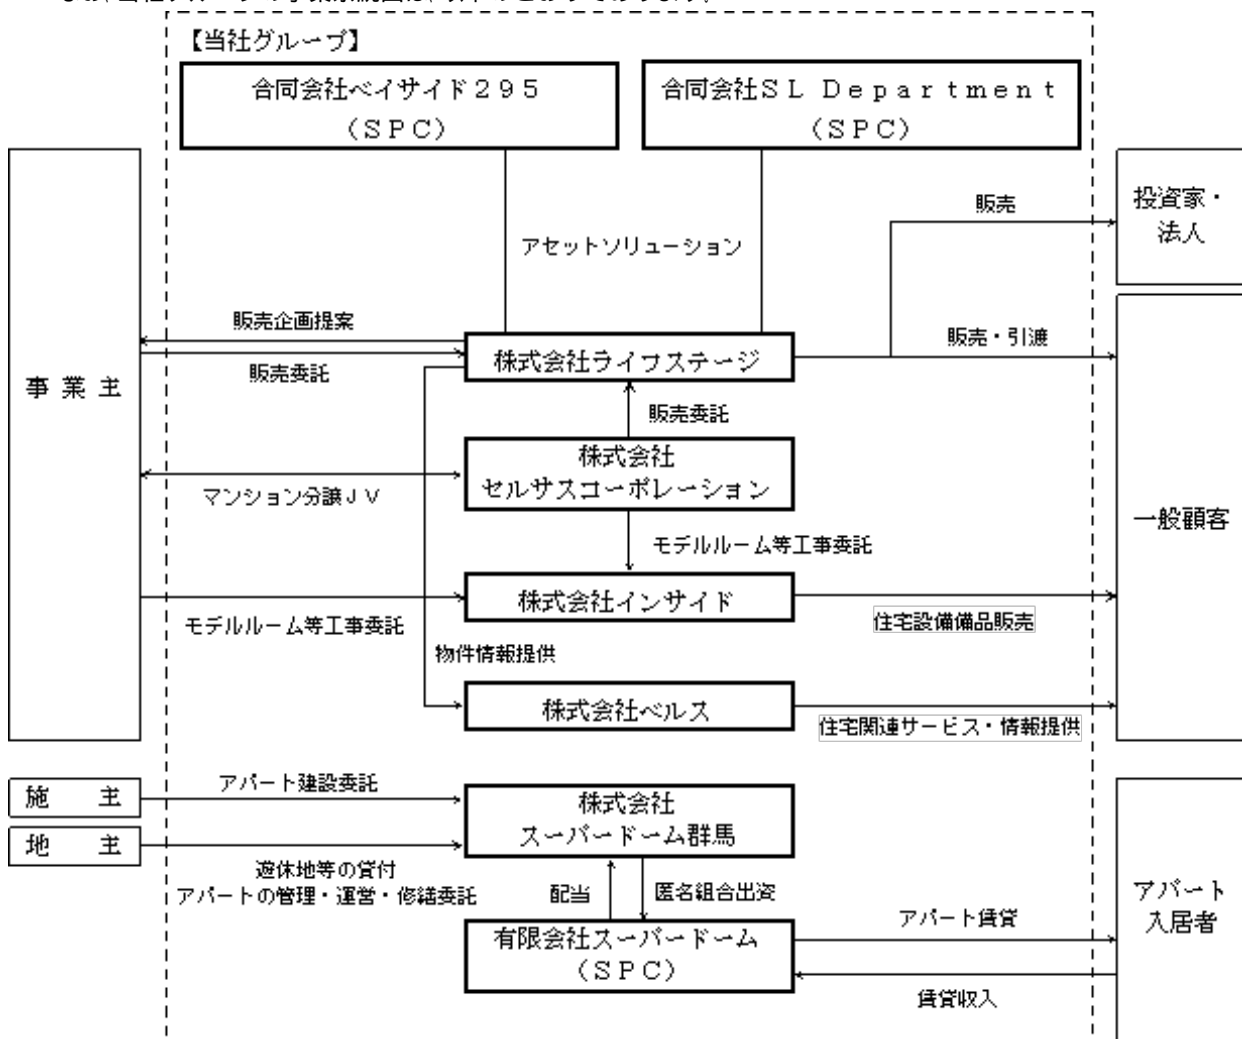 【当社グループ】
合同会社ベイサイド２９５
（ＳＰＣ）
合同会社ＳＬ Ｄｅｐａｒｔｍｅｎｔ
（ＳＰＣ）
投資家・
法人
販売
アセットソリューション
販売企画提案
販売委託
事 業 主
株式会社ライフステージ
販売・引渡
販売委託
株式会社
セルサスコーポレーション
マンション分譲ＪＶ
一般顧客
モデルルーム等工事委託
株式会社インサイド
モデルルーム等工事委託
住宅設備備品販売
物件情報提供
株式会社ベルス
住宅関連サービス・情報提供
施　主
アパート建設委託
株式会社
スーパードーム群馬
地　主
遊休地等の貸付
アパートの管理・運営・修繕委託
配当
匿名組合出資
アパート
入居者
有限会社スーパードーム
（ＳＰＣ）
アパート賃貸
賃貸収入